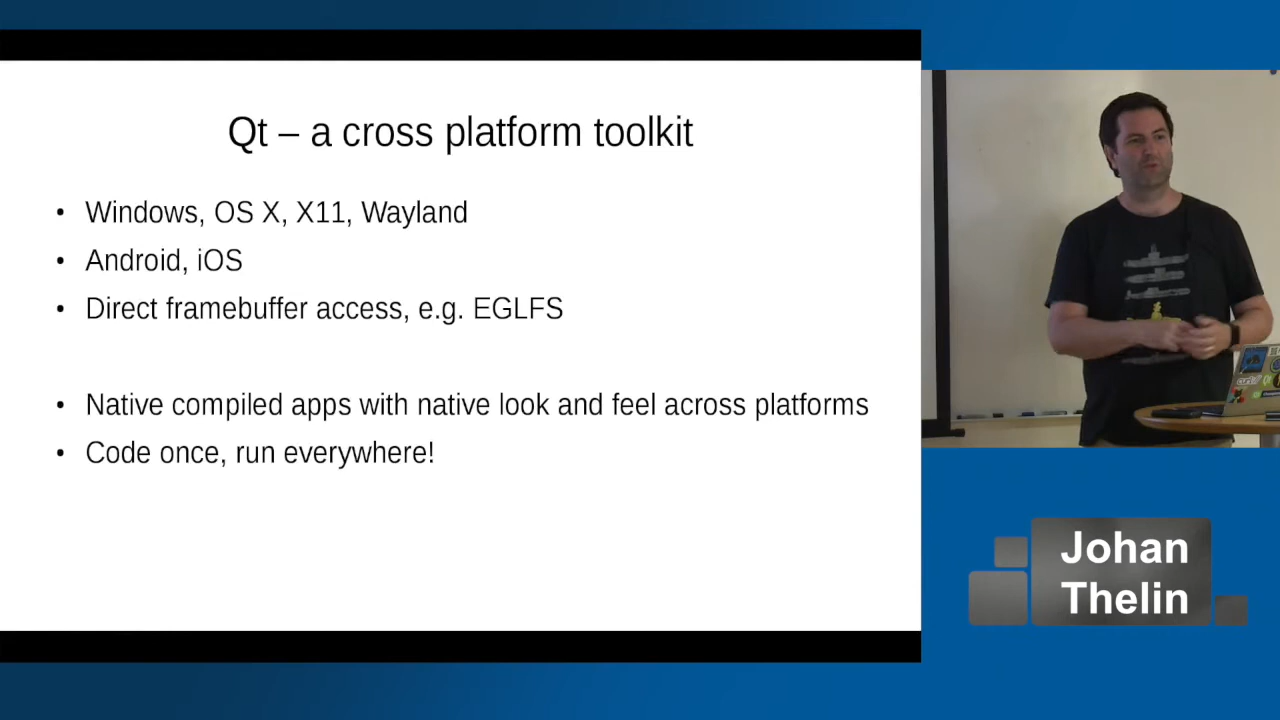 Qt – a cross platform toolkit
• Windows, OS X, X11, Wayland
• Android, iOS
• Direct framebuffer access, e.g. EGLFS
• Native compiled apps with native look and feel across platforms
• Code once, run everywhere!
Johan
Thelin